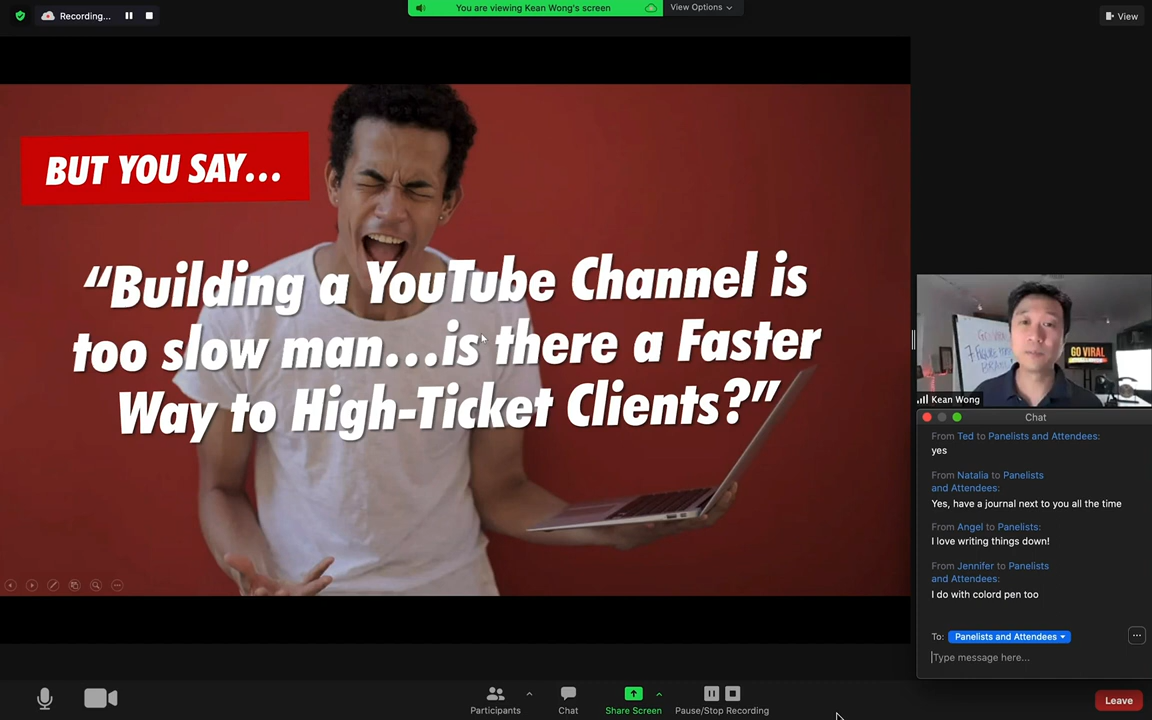 Recording...
You are viewing Kean Wong's screen
View Options
View
BUT YOU SAY...
“Building a YouTube Channel is
too slow man...is there a Faster
Way to High-Ticket Clients?”
GO VIRAL
Kean Wong
Chat
From Ted to Panelists and Attendees:
yes
From Natalia to Panelists
and Attendees:
Yes, have a journal next to you all the time
From Angel to Panelists:
I love writing things down!
From Jennifer to Panelists
and Attendees:
I do with colord pen too
To: Panelists and Attendees
Type message here...
Participants
Chat
Share Screen
Pause/Stop Recording
Leave